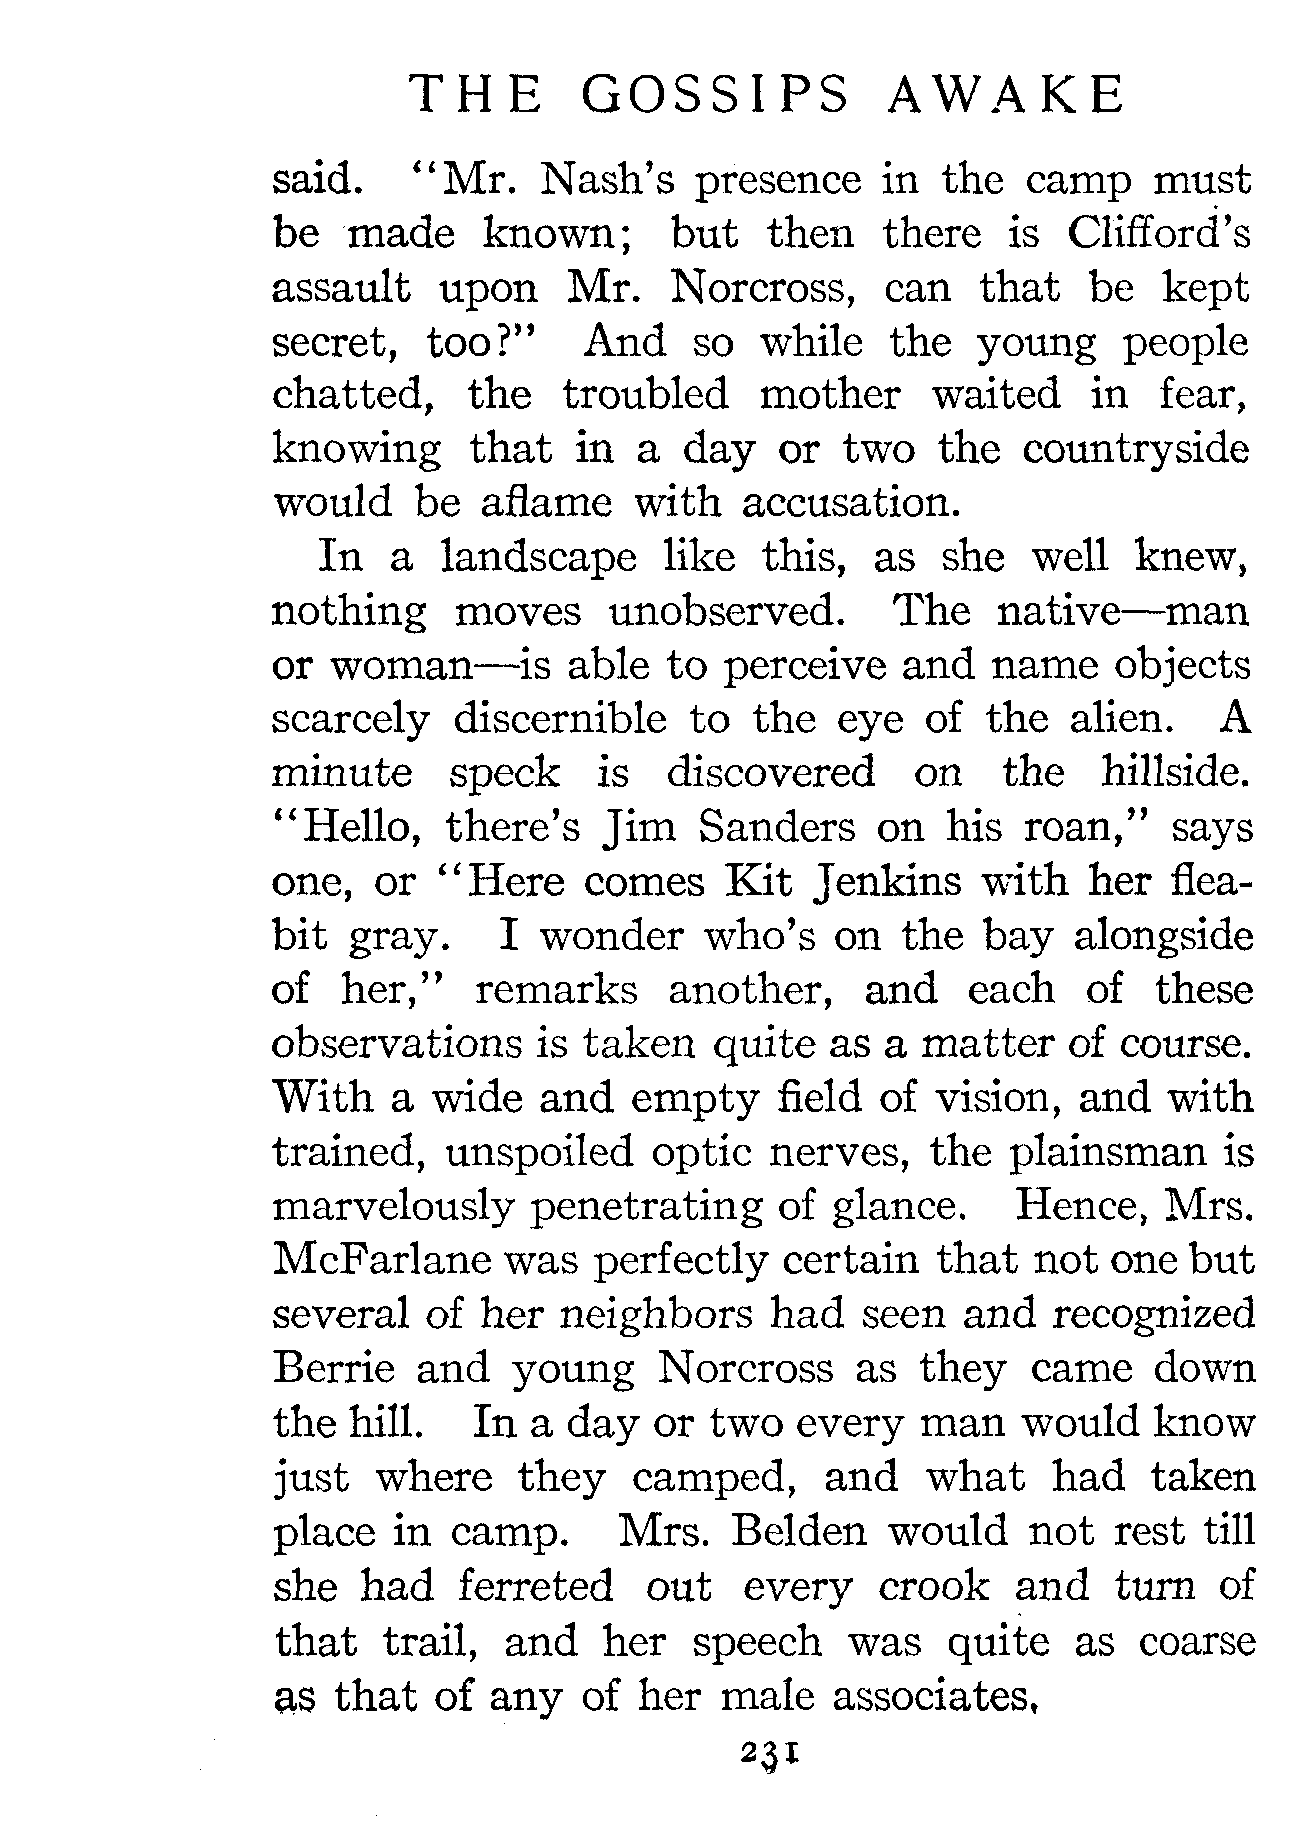 THE GOSSIPS AWAKE
said. "Mr. Nash's presence in the camp must
be made known; but then there is Clifford's
assault upon Mr. Norcross, can that be kept
secret, too?" And so while the young people
chatted, the troubled mother waited in fear,
knowing that in a day or two the countryside
would be aflame with accusation.
In a landscape like this, as she well knew,
nothing moves unobserved. The native—man
or woman—is able to perceive and name objects
scarcely discernible to the eye of the alien. A
minute speck is discovered on the hillside.
"Hello, there's Jim Sanders on his roan," says
one, or "Here comes Kit Jenkins with her flea-
bit gray. I wonder who's on the bay alongside
of her," remarks another, and each of these
observations is taken quite as a matter of course.
With a wide and empty field of vision, and with
trained, unspoiled optic nerves, the plainsman is
marvelously penetrating of glance. Hence, Mrs.
McFarlane was perfectly certain that not one but
several of her neighbors had seen and recognized
Berrie and young Norcross as they came down
the hill. In a day or two every man would know
just where they camped, and what had taken
place in camp. Mrs. Belden would not rest till
she had ferreted out every crook and turn of
that trail, and her speech was quite as coarse
as that of any of her male associates.
231